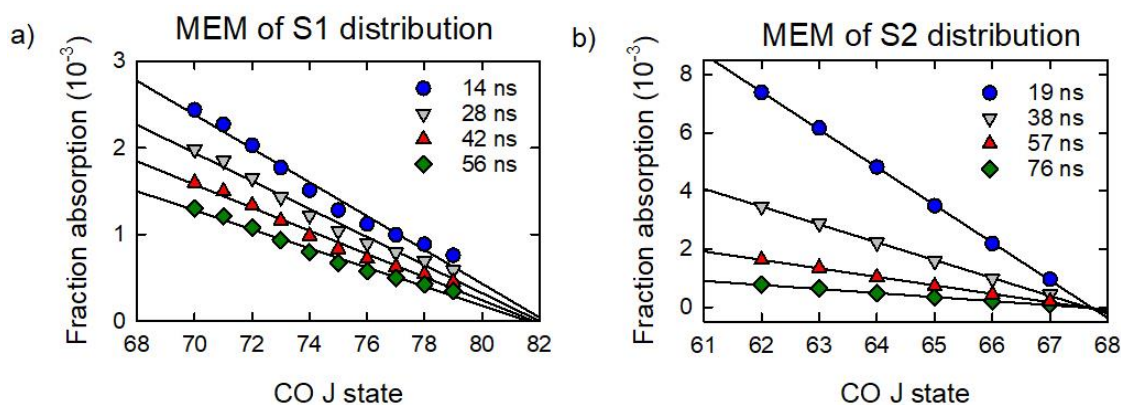 a)
MEM of S1 distribution
Fraction absorption (10⁻³)
3
2
1
0
14 ns
28 ns
42 ns
56 ns
68 70 72 74 76 78 80 82
CO J state
b)
MEM of S2 distribution
Fraction absorption (10⁻³)
8
6
4
2
0
19 ns
38 ns
57 ns
76 ns
61 62 63 64 65 66 67 68
CO J state